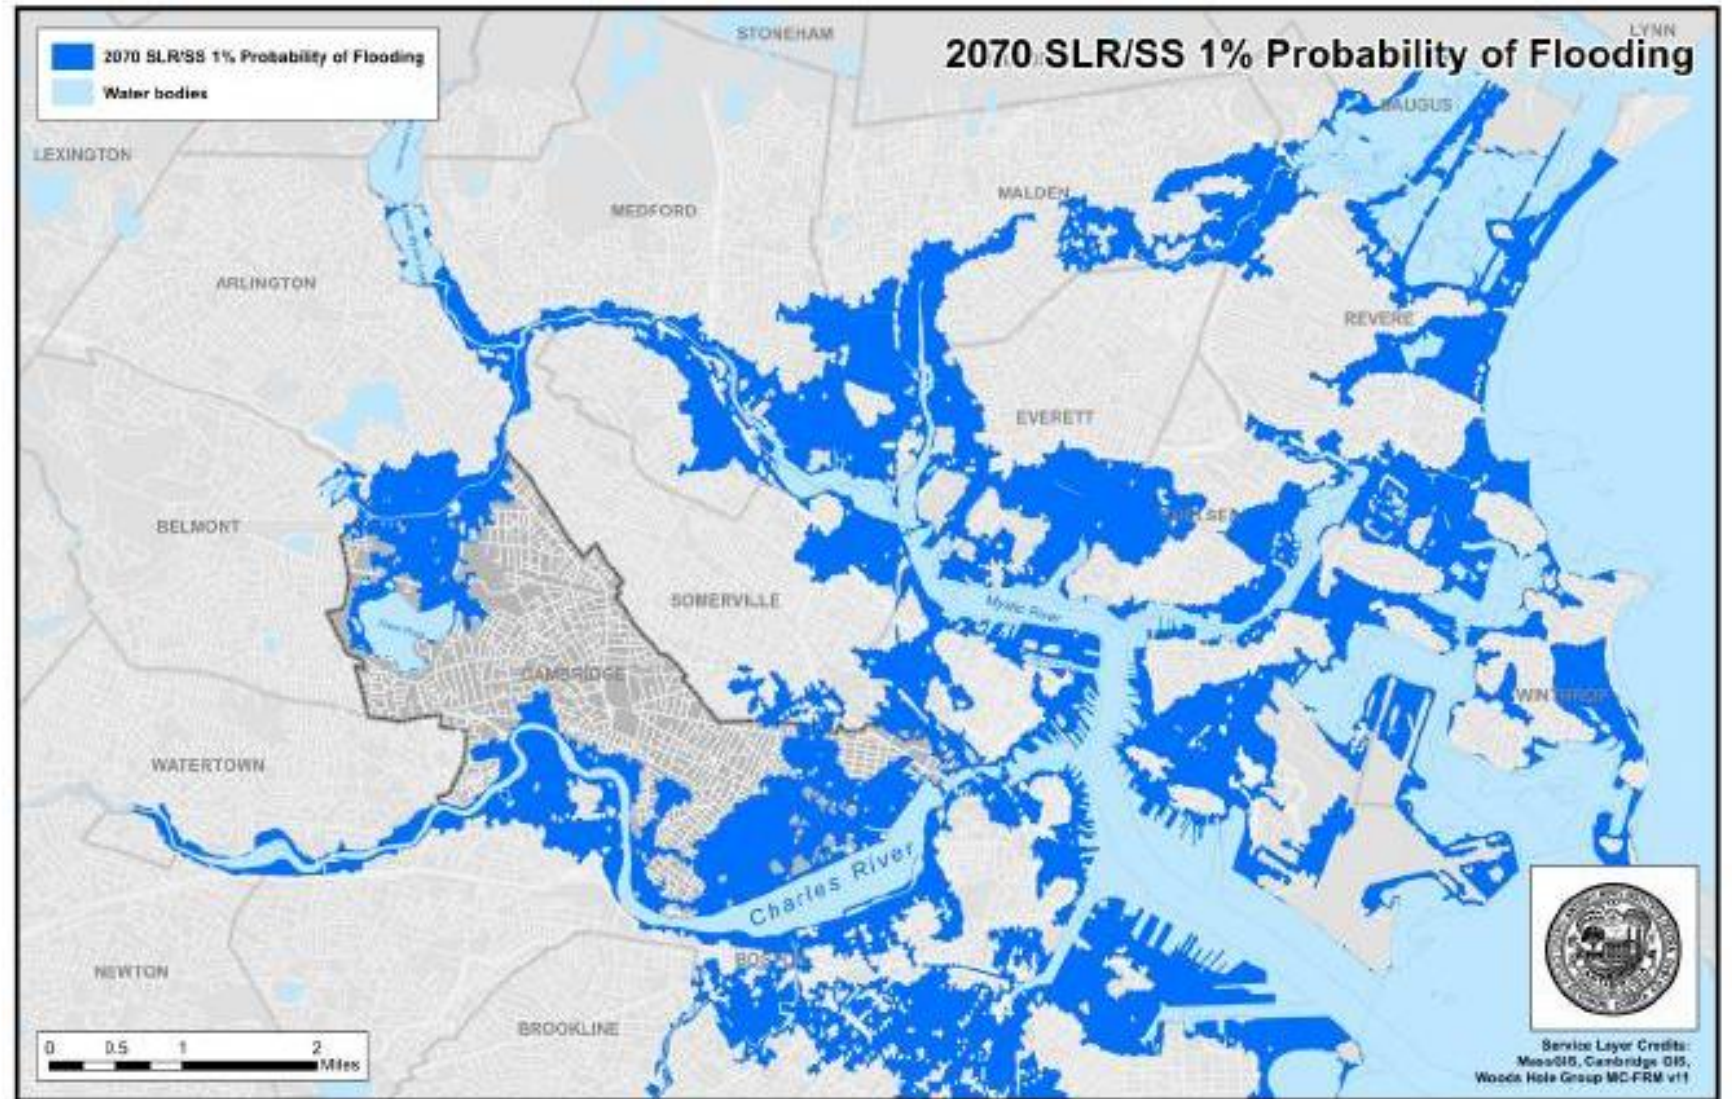 2070 SLR/SS 1% Probability of Flooding
2070 SLR/SS 1% Probability of Flooding
Water bodies
STONEHAM
LYNN
SAUGUS
LEXINGTON
MEDFORD
MALDEN
ARLINGTON
REVERE
EVERETT
BELMONT
CHELSEA
SOMERVILLE
Mystic River
CAMBRIDGE
WINTHROP
WATERTOWN
Charles River
BOSTON
NEWTON
BROOKLINE
0 0.5 1 2
Miles
Service Layer Credits:
MassGIS, Cambridge GIS,
Woods Hole Group MC-FRM v11